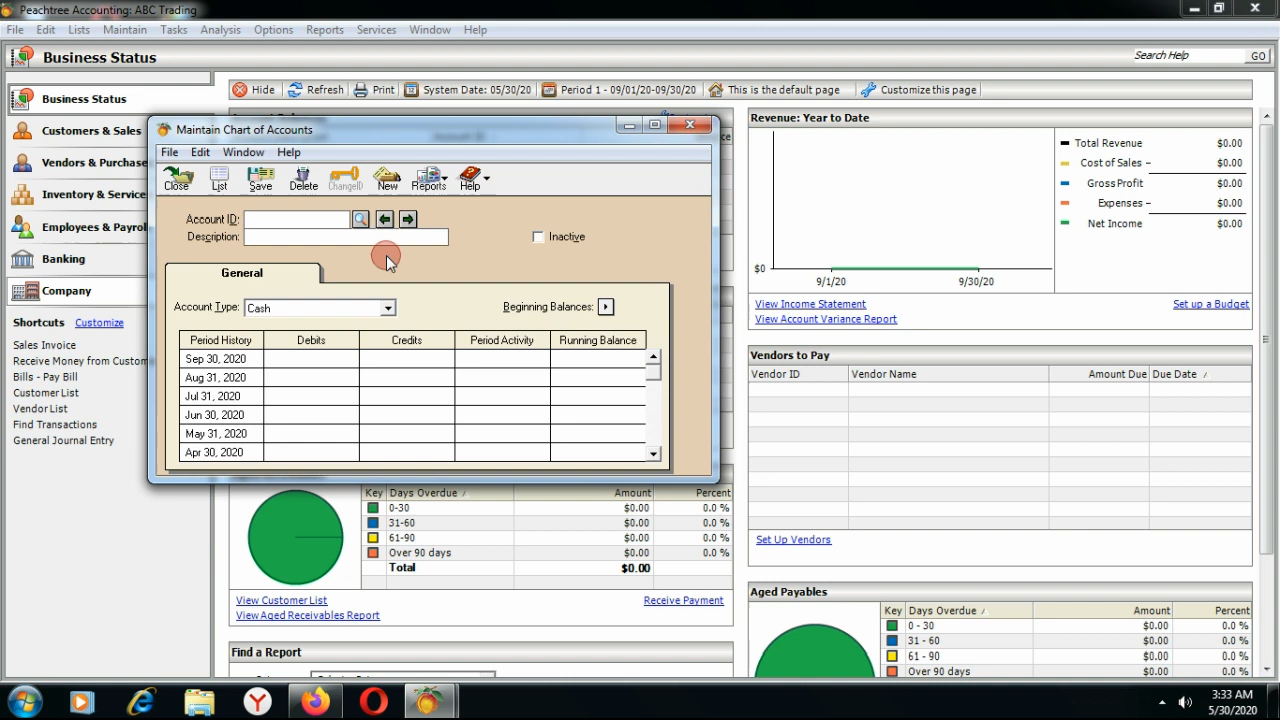 Peachtree Accounting: ABC Trading
File Edit Lists Maintain Tasks Analysis Options Reports Services Window Help
Business Status
Search Help GO
Business Status
Customers & Sales
Vendors & Purchase
Inventory & Service
Employees & Payrol
Banking
Company
Shortcuts Customize
Sales Invoice
Receive Money from Custom
Bills - Pay Bill
Customer List
Vendor List
Find Transactions
General Journal Entry
Hide Refresh Print System Date: 05/30/20 Period 1 - 09/01/20-09/30/20 This is the default page Customize this page
Maintain Chart of Accounts
File Edit Window Help
Close List Save Delete Change ID New Reports Help
Account ID:
Description:
Inactive
General
Account Type: Cash
Beginning Balances:
Period History Debits Credits Period Activity Running Balance
Sep 30, 2020
Aug 31, 2020
Jul 31, 2020
Jun 30, 2020
May 31, 2020
Apr 30, 2020
Key Days Overdue Amount Percent
0-30 $0.00 0.0 %
31-60 $0.00 0.0 %
61-90 $0.00 0.0 %
Over 90 days $0.00 0.0 %
Total $0.00
View Customer List Receive Payment
View Aged Receivables Report
Find a Report
Revenue: Year to Date
$0
9/1/20 9/30/20
Total Revenue $0.00
Cost of Sales - $0.00
Gross Profit $0.00
Expenses - $0.00
Net Income $0.00
View Income Statement Set up a Budget
View Account Variance Report
Vendors to Pay
Vendor ID Vendor Name Amount Due Due Date
Set Up Vendors
Aged Payables
Key Days Overdue Amount Percent
0 - 30 $0.00 0.0 %
31 - 60 $0.00 0.0 %
61 - 90 $0.00 0.0 %
Over 90 days $0.00 0.0 %
3:33 AM
5/30/2020